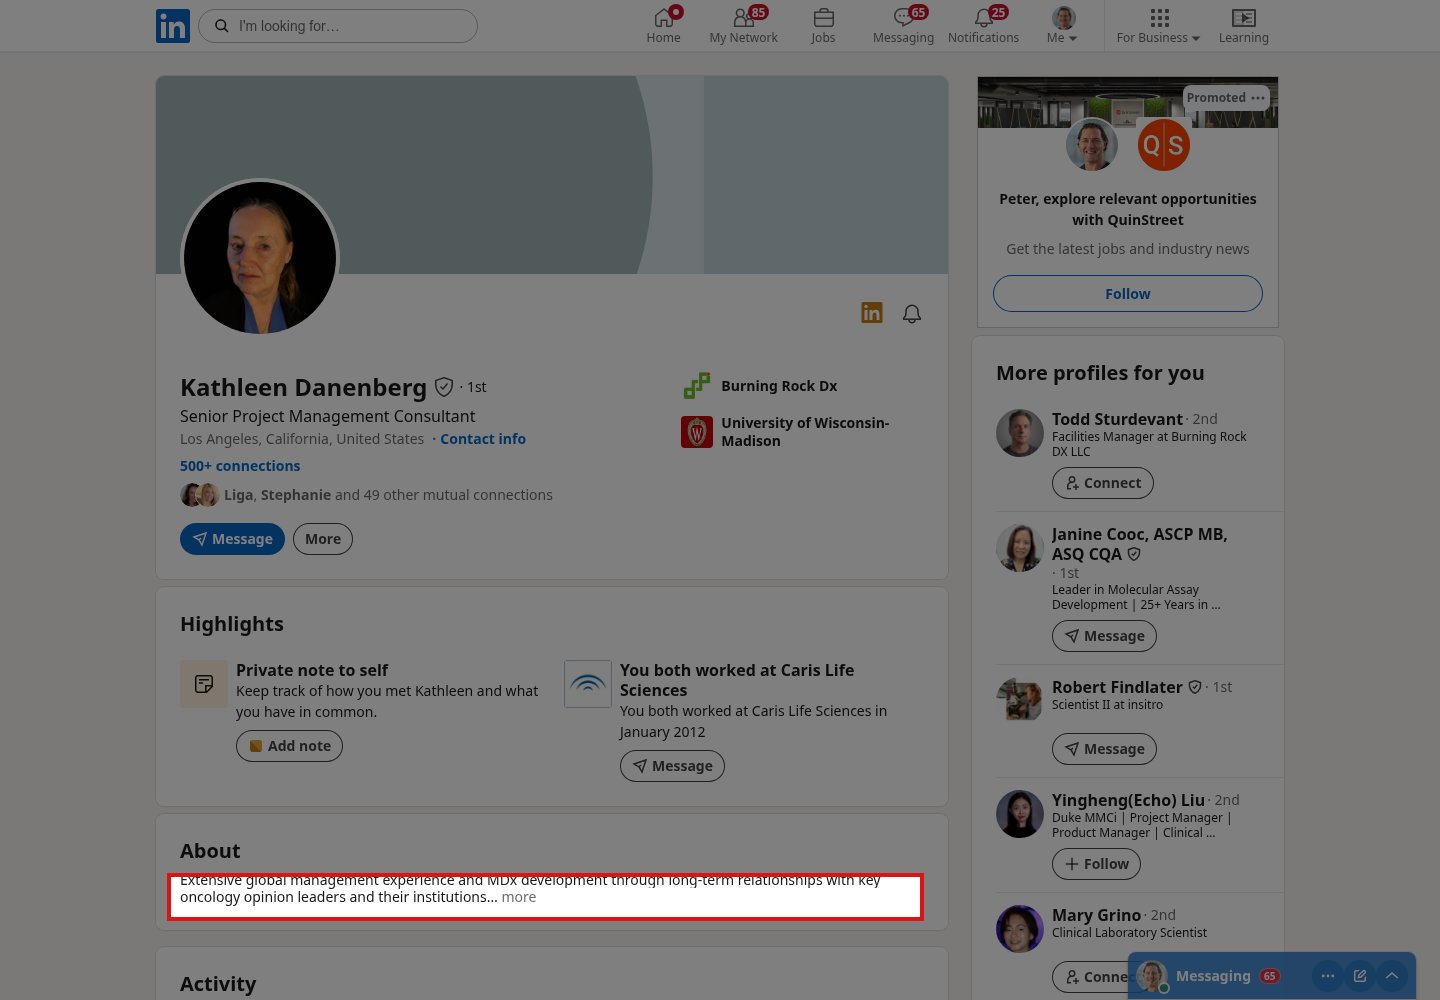 I'm looking for…
Home
85
My Network
Jobs
65
Messaging
25
Notifications
Me
For Business
Learning
Promoted
Q S
Peter, explore relevant opportunities
with QuinStreet
Get the latest jobs and industry news
Follow
in
Kathleen Danenberg · 1st
Senior Project Management Consultant
Los Angeles, California, United States · Contact info
500+ connections
Liga, Stephanie and 49 other mutual connections
Message
More
Burning Rock Dx
University of Wisconsin-
Madison
Highlights
Private note to self
Keep track of how you met Kathleen and what
you have in common.
Add note
You both worked at Caris Life
Sciences
You both worked at Caris Life Sciences in
January 2012
Message
About
Extensive global management experience and MDx development through long-term relationships with key
oncology opinion leaders and their institutions… more
Activity
More profiles for you
Todd Sturdevant · 2nd
Facilities Manager at Burning Rock
DX LLC
Connect
Janine Cooc, ASCP MB,
ASQ CQA
· 1st
Leader in Molecular Assay
Development | 25+ Years in ...
Message
Robert Findlater · 1st
Scientist II at insitro
Message
Yingheng(Echo) Liu · 2nd
Duke MMCi | Project Manager |
Product Manager | Clinical ...
Follow
Mary Grino · 2nd
Clinical Laboratory Scientist
Messaging 65